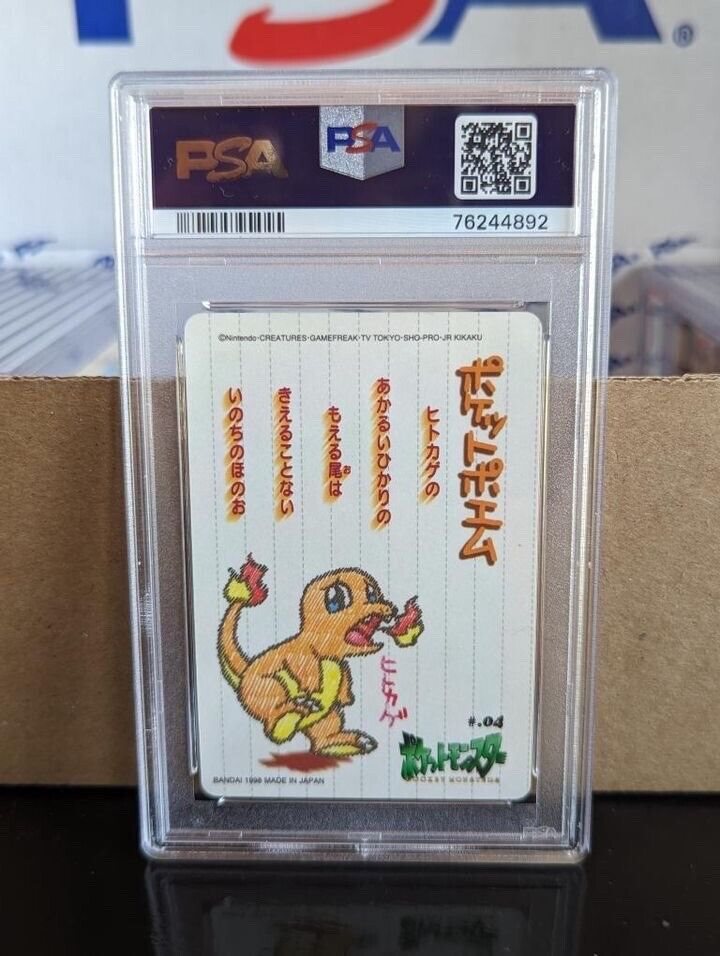 PSA
®
PSA
PSA
76244892
©Nintendo・CREATURES・GAMEFREAK・TV TOKYO・SHO-PRO・JR KIKAKU
ポケットポエム
ヒトカゲの
あかるいひかりの
もえる尾は
お
きえることない
いのちのほのお
ヒトカゲ
#.04
ポケットモンスター
POCKET MONSTERS
BANDAI 1998 MADE IN JAPAN